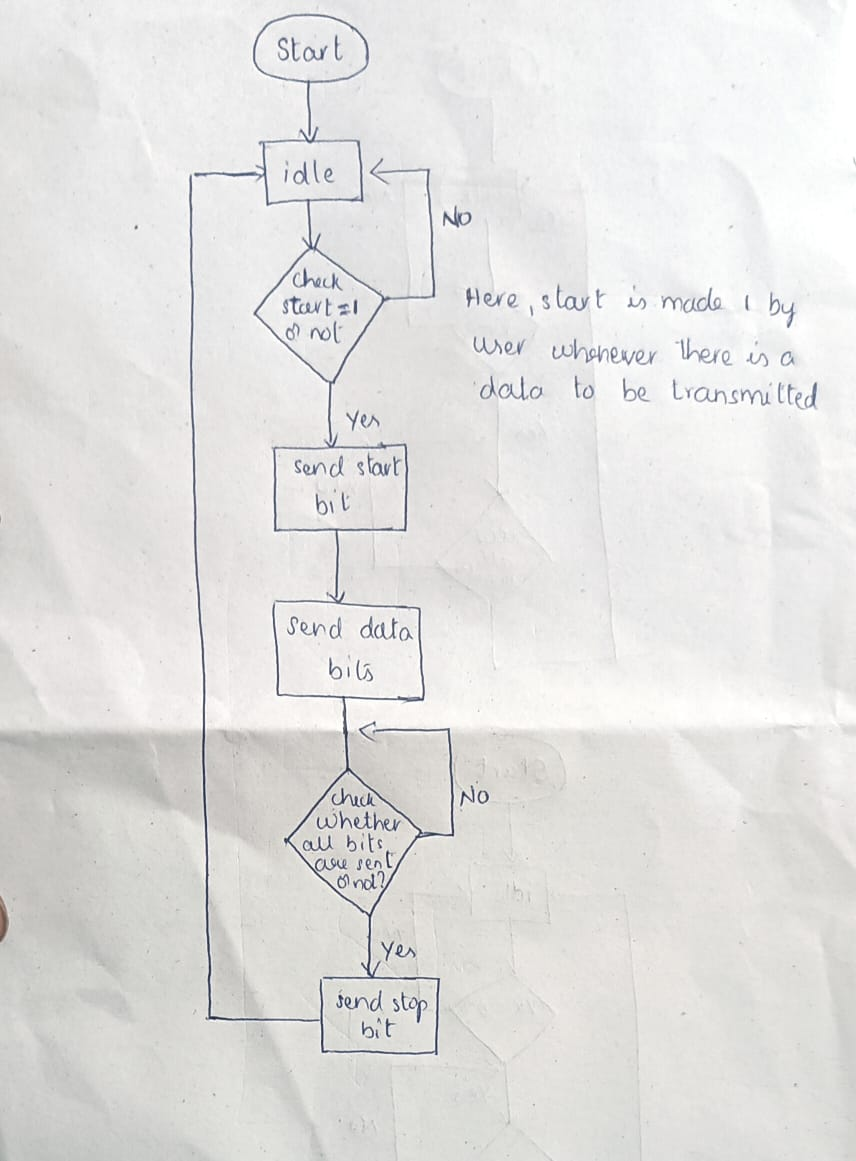 Start
idle
No
check
start=1
or not
Here, start is made 1 by
user whenever there is a
data to be transmitted
Yes
send start
bit
send data
bits
No
check
whether
all bits
are sent
or not?
Yes
send stop
bit